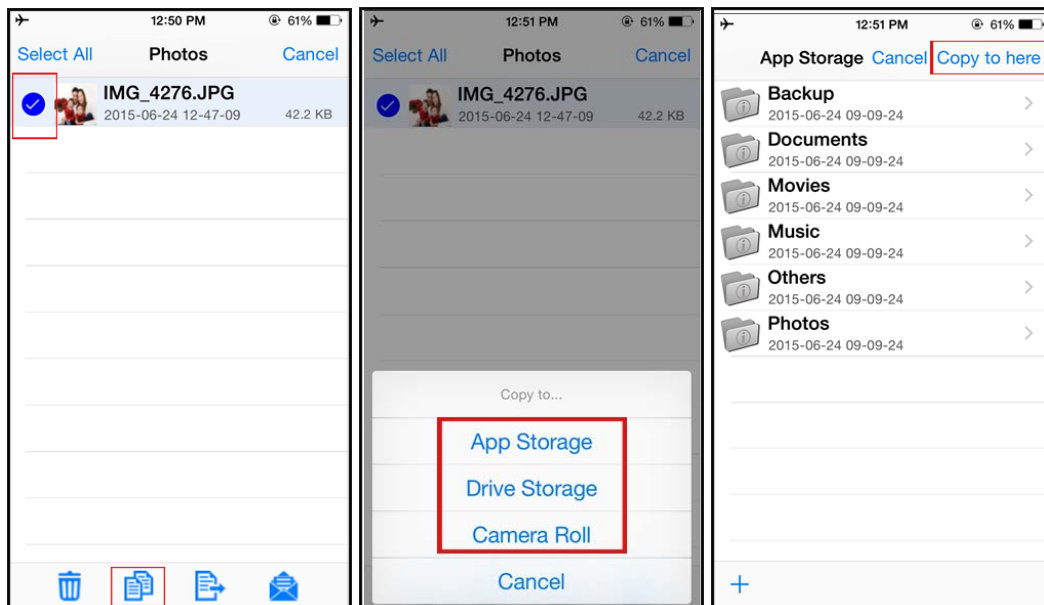 12:50 PM 61%
Select All Photos Cancel
IMG_4276.JPG
2015-06-24 12-47-09 42.2 KB
12:51 PM 61%
Select All Photos Cancel
IMG_4276.JPG
2015-06-24 12-47-09 42.2 KB
Copy to...
App Storage
Drive Storage
Camera Roll
Cancel
12:51 PM 61%
App Storage Cancel Copy to here
Backup
2015-06-24 09-09-24
Documents
2015-06-24 09-09-24
Movies
2015-06-24 09-09-24
Music
2015-06-24 09-09-24
Others
2015-06-24 09-09-24
Photos
2015-06-24 09-09-24